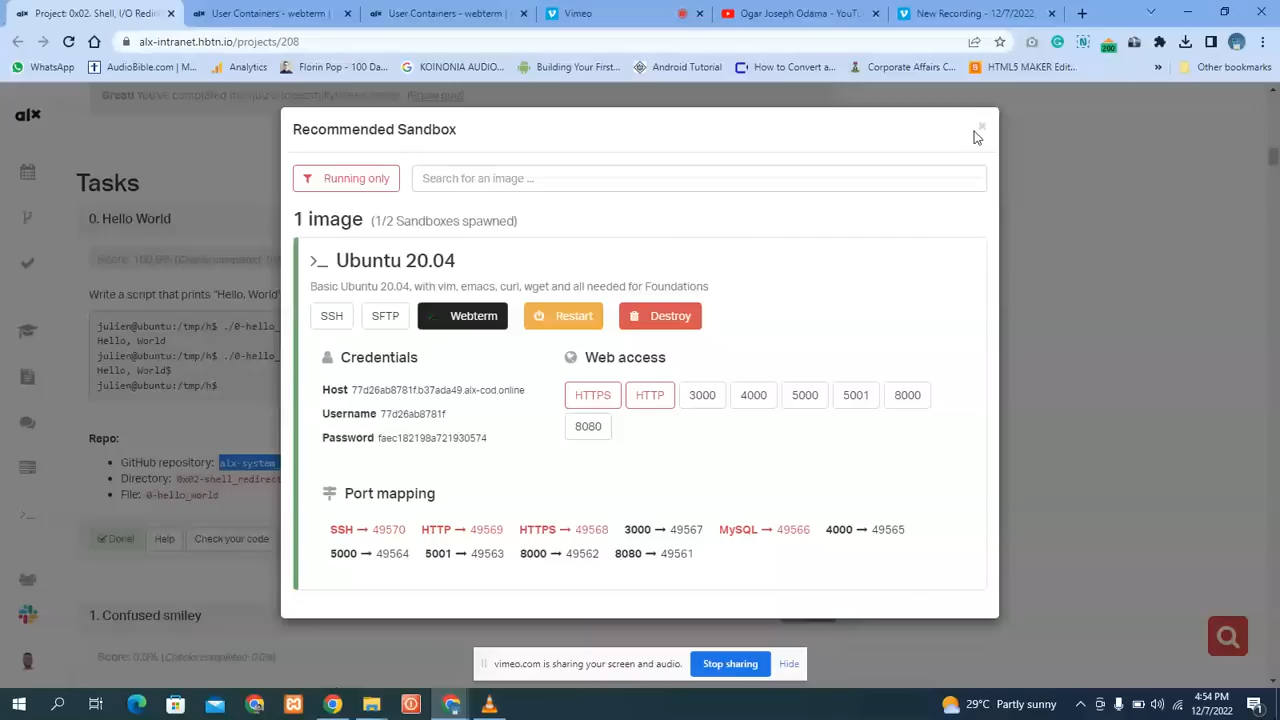 Project: 0x02. Shell, I/O Redire
User Containers - webterm
User Containers - webterm
Vimeo
Ogar Joseph Odama - YouTu
New Recording - 12/7/2022,
alx-intranet.hbtn.io/projects/208
200
WhatsApp
AudioBible.com | M...
Analytics
Florin Pop - 100 Da...
KOINONIA AUDIO...
Building Your First...
Android Tutorial
How to Convert a...
Corporate Affairs C...
HTML5 MAKER Edit...
»
Other bookmarks
alx
Recommended Sandbox
×
Running only
Search for an image ...
Tasks
0. Hello World
1 image (1/2 Sandboxes spawned)
>_ Ubuntu 20.04
Basic Ubuntu 20.04, with vim, emacs, curl, wget and all needed for Foundations
Write a script that prints "Hello, World"
SSH
SFTP
Webterm
Restart
Destroy
julien@ubuntu:/tmp/h$ ./0-hello_
Hello, World
julien@ubuntu:/tmp/h$ ./0-hello_
Hello, World$
julien@ubuntu:/tmp/h$
Credentials
Host 77d26ab8781f.b37ada49.alx-cod.online
Username 77d26ab8781f
Password faec182198a721930574
Web access
HTTPS
HTTP
3000
4000
5000
5001
8000
8080
Repo:
GitHub repository: alx-system_
Directory: 0x02-shell_redirect
File: 0-hello_world
Port mapping
SSH → 49570
HTTP → 49569
HTTPS → 49568
3000 → 49567
MySQL → 49566
4000 → 49565
5000 → 49564
5001 → 49563
8000 → 49562
8080 → 49561
Done!
Help
Check your code
1. Confused smiley
Score: 0.0% (Checks completed: 0.0%)
vimeo.com is sharing your screen and audio.
Stop sharing
Hide
29°C Partly sunny
4:54 PM
12/7/2022